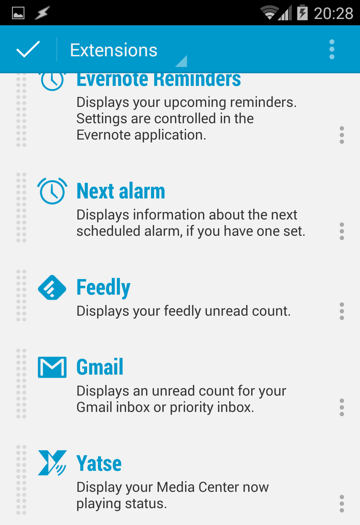 20:28
Extensions
Evernote Reminders
Displays your upcoming reminders.
Settings are controlled in the
Evernote application.
Next alarm
Displays information about the next
scheduled alarm, if you have one set.
Feedly
Displays your feedly unread count.
Gmail
Displays an unread count for your
Gmail inbox or priority inbox.
Yatse
Display your Media Center now
playing status.